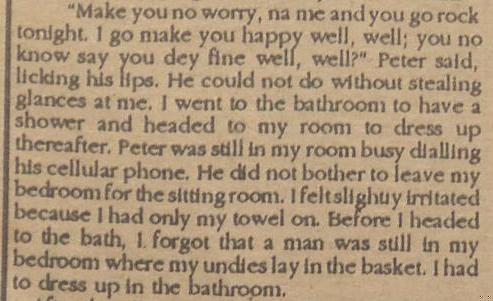 "Make you no worry, na me and you go rock
tonight. I go make you happy well, well; you no
know say you dey fine well, well?" Peter said,
licking his lips. He could not do without stealing
glances at me. I went to the bathroom to have a
shower and headed to my room to dress up
thereafter. Peter was still in my room busy dialling
his cellular phone. He did not bother to leave my
bedroom for the sitting room. I felt slightly irritated
because I had only my towel on. Before I headed
to the bath, I forgot that a man was still in my
bedroom where my undies lay in the basket. I had
to dress up in the bathroom.